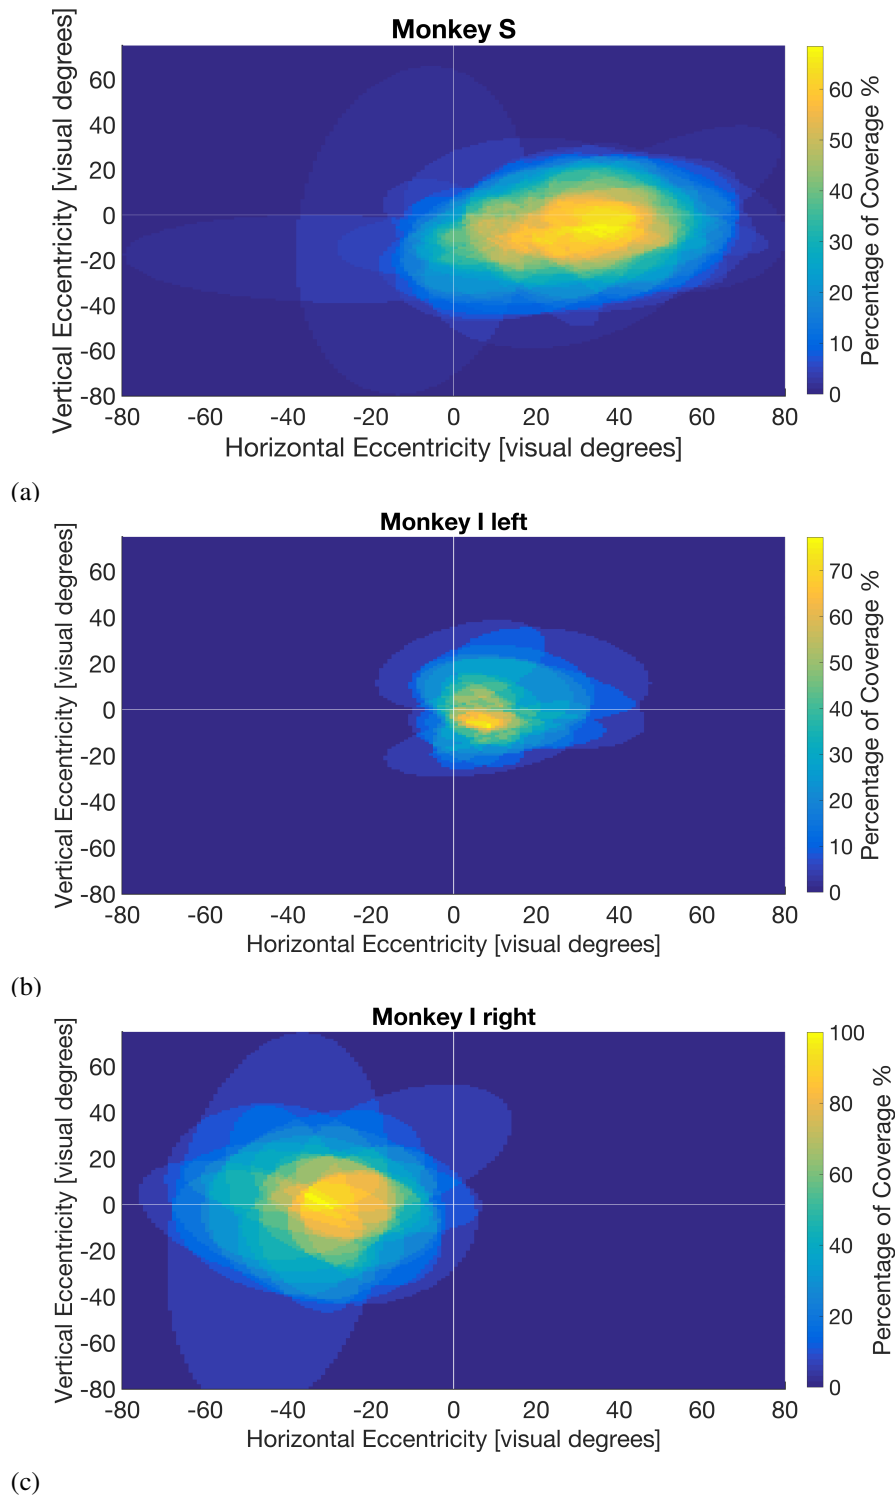 Monkey S
Vertical Eccentricity [visual degrees]
60
40
20
0
-20
-40
-60
-80
-80 -60 -40 -20 0 20 40 60 80
Horizontal Eccentricity [visual degrees]
60
50
40
30
20
10
0
Percentage of Coverage %
(a)
Monkey I left
Vertical Eccentricity [visual degrees]
60
40
20
0
-20
-40
-60
-80
-80 -60 -40 -20 0 20 40 60 80
Horizontal Eccentricity [visual degrees]
70
60
50
40
30
20
10
0
Percentage of Coverage %
(b)
Monkey I right
Vertical Eccentricity [visual degrees]
60
40
20
0
-20
-40
-60
-80
-80 -60 -40 -20 0 20 40 60 80
Horizontal Eccentricity [visual degrees]
100
80
60
40
20
0
Percentage of Coverage %
(c)